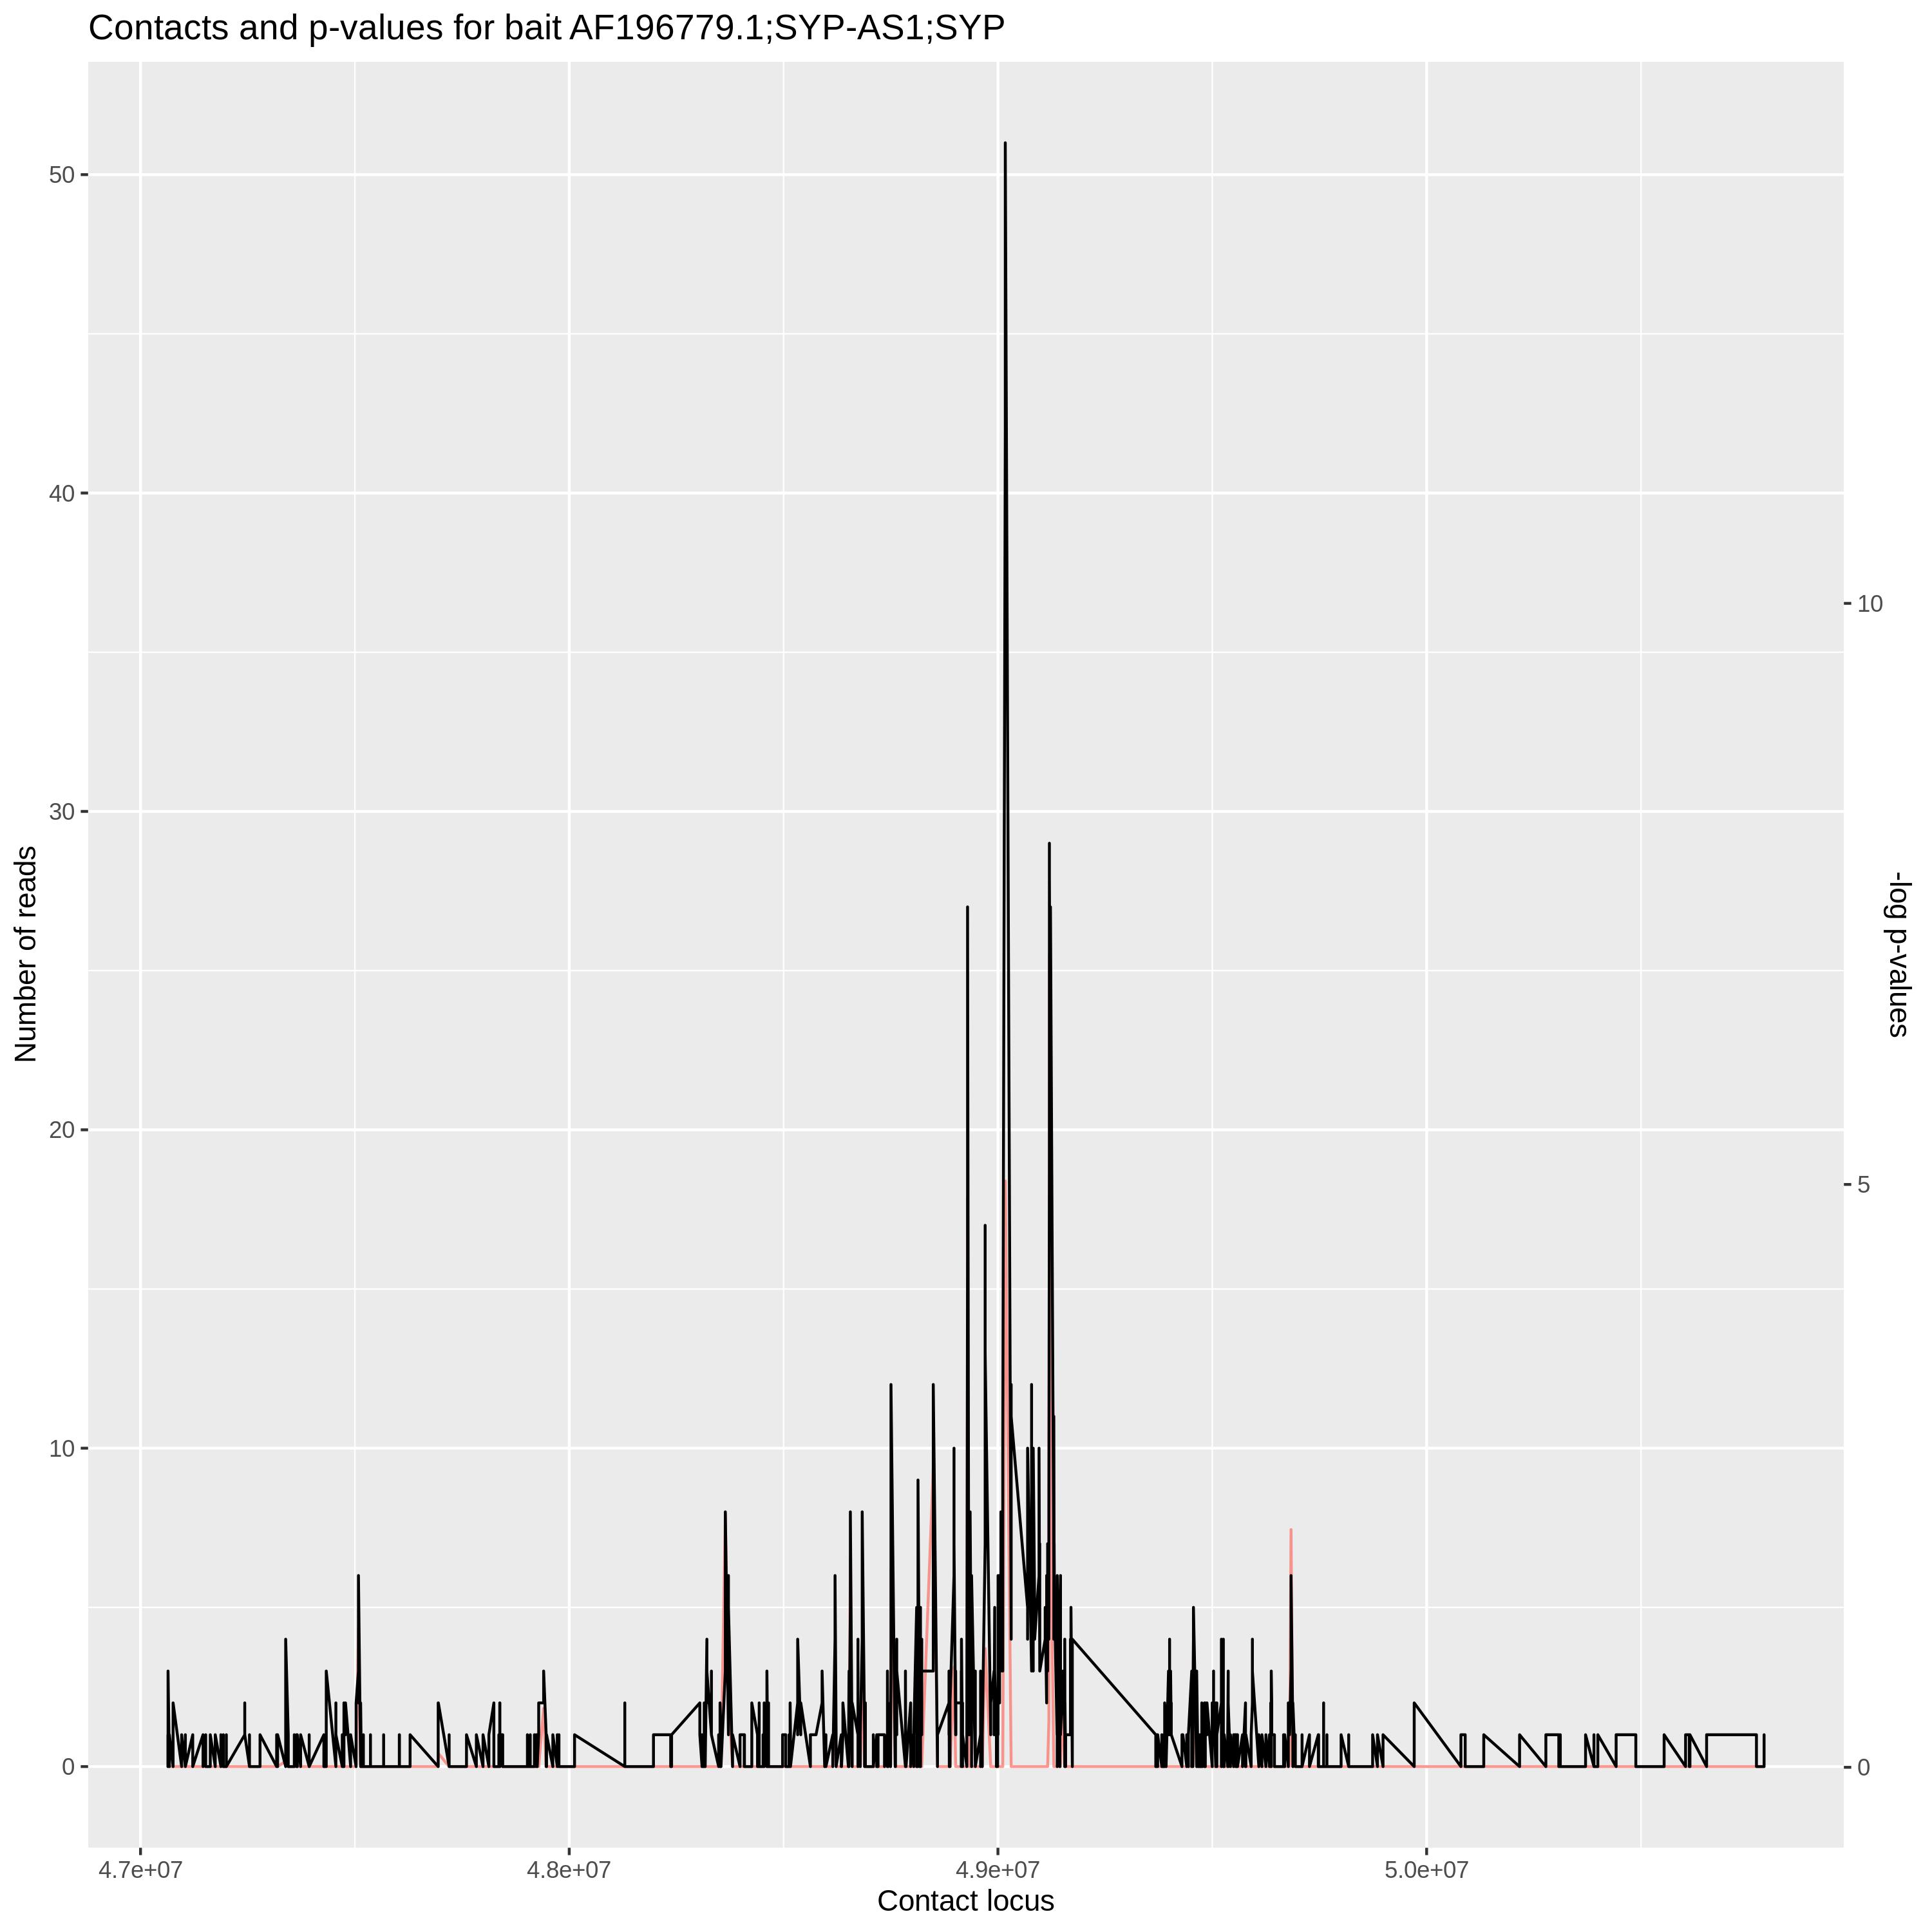 Contacts and p-values for bait AF196779.1;SYP-AS1;SYP
50
40
30
20
10
0
Number of reads
10
5
0
-log p-values
4.7e+07
4.8e+07
4.9e+07
5.0e+07
Contact locus